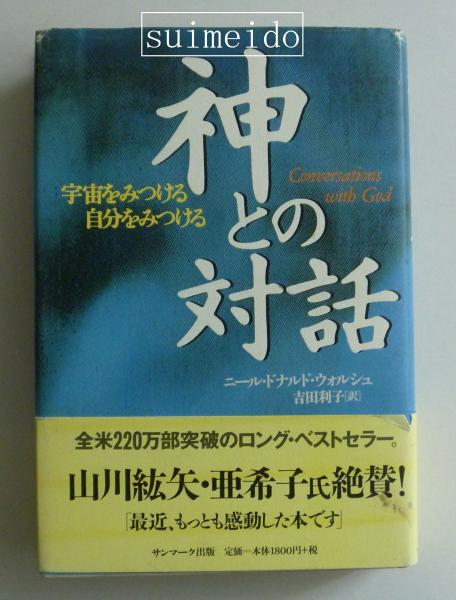 suimeido
神
との
対話
Conversations
with God
宇宙をみつける
自分をみつける
ニール・ドナルド・ウォルシュ
吉田利子［訳］
全米220万部突破のロング・ベストセラー。
山川紘矢・亜希子氏絶賛！
「最近、もっとも感動した本です」
サンマーク出版　定価＝本体1800円＋税